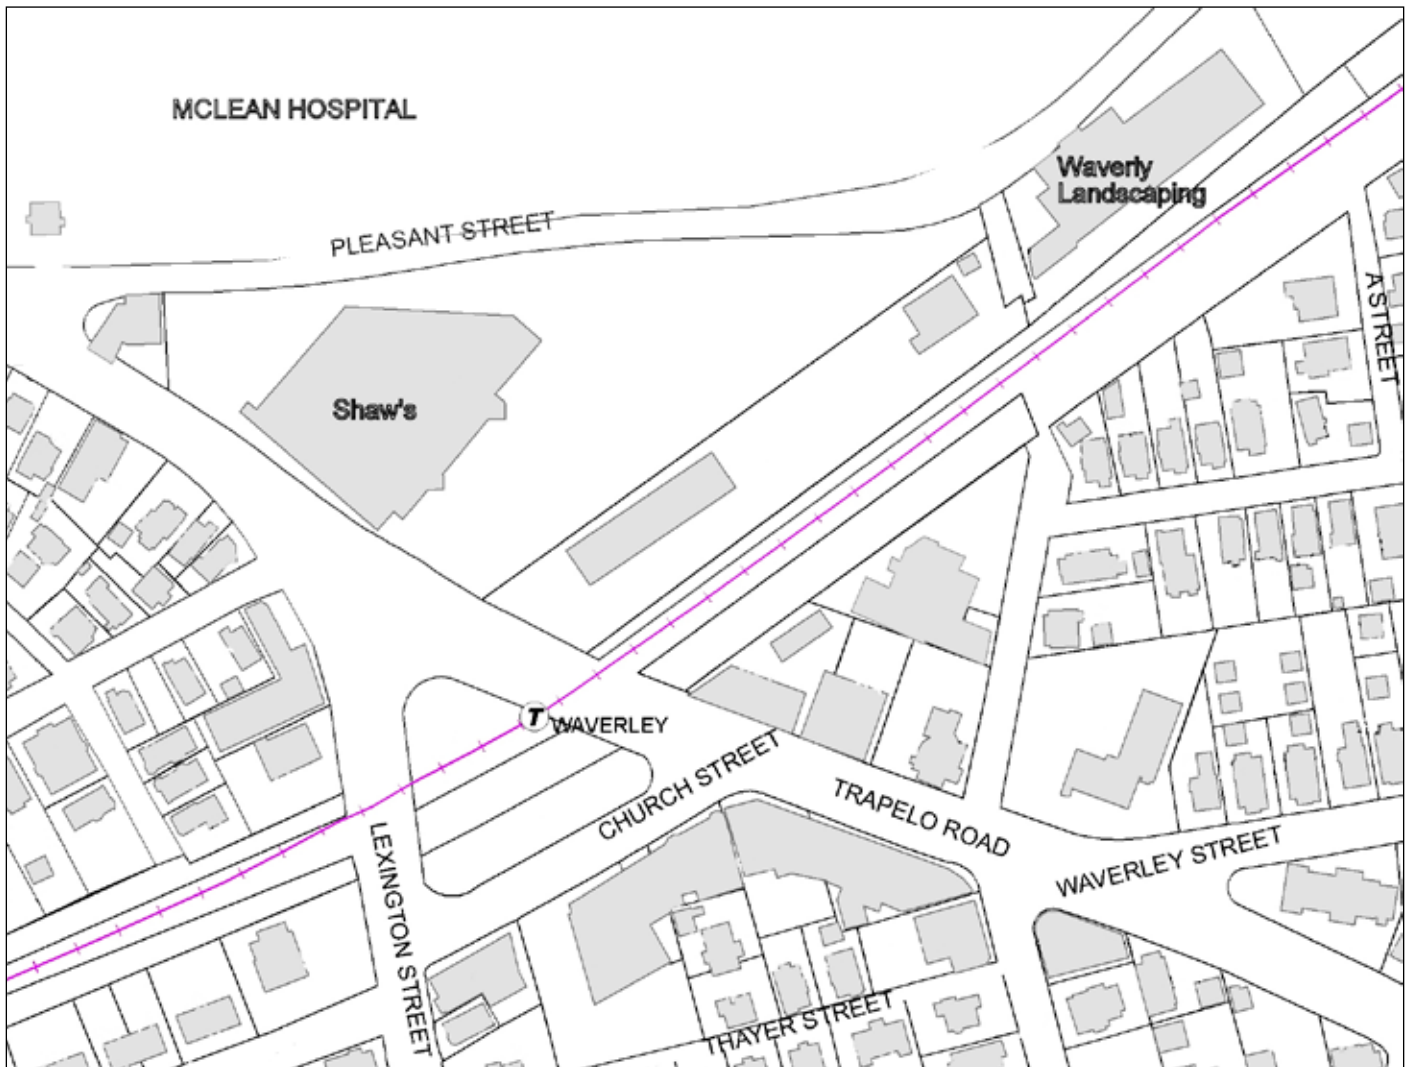 MCLEAN HOSPITAL
Waverly
Landscaping
PLEASANT STREET
A STREET
Shaw's
T
WAVERLEY
CHURCH STREET
TRAPELO ROAD
WAVERLEY STREET
LEXINGTON STREET
THAYER STREET